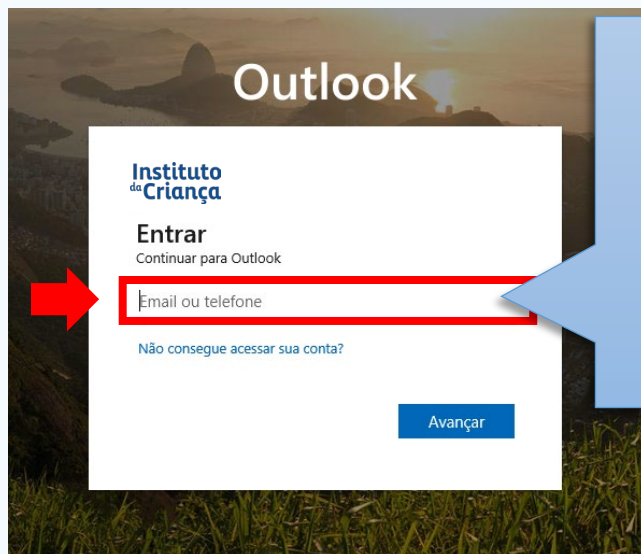 Outlook
Instituto
da Criança
Entrar
Continuar para Outlook
Email ou telefone
Não consegue acessar sua conta?
Avançar